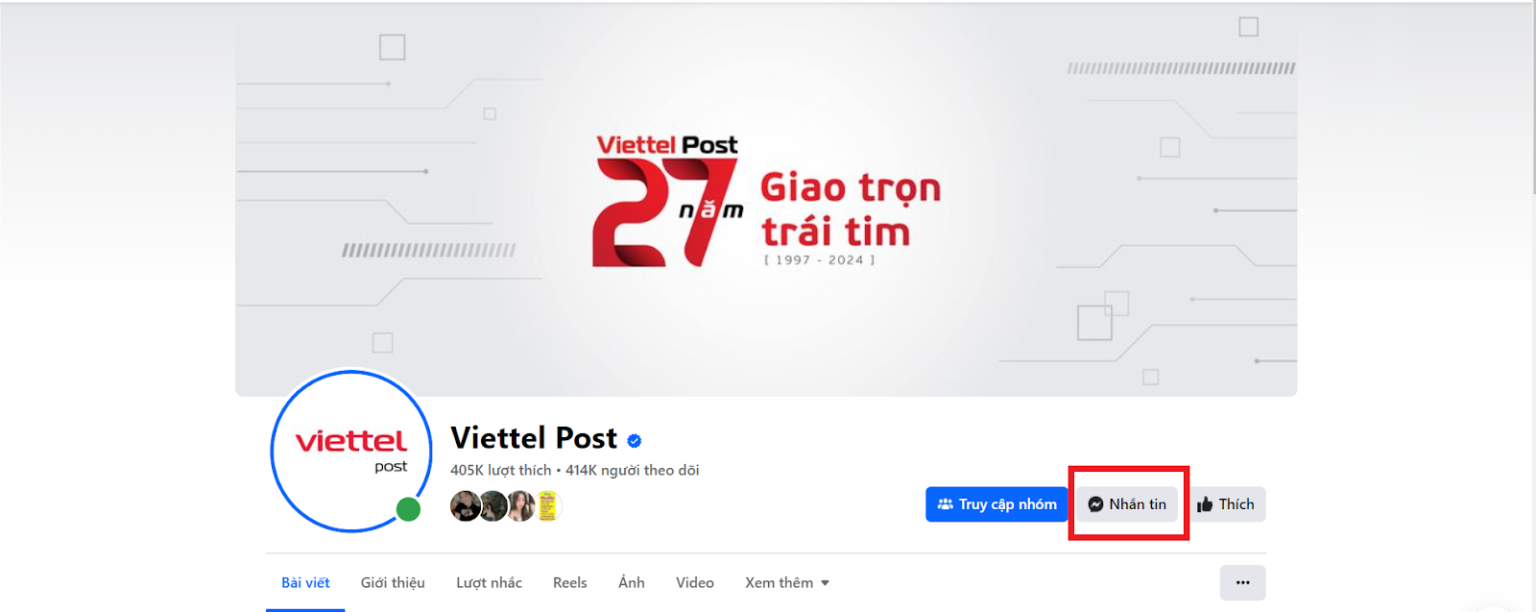 Viettel Post
27
năm
Giao trọn
trái tim
[ 1997 - 2024 ]
viettel
post
Viettel Post
405K lượt thích • 414K người theo dõi
Truy cập nhóm
Nhắn tin
Thích
Bài viết Giới thiệu Lượt nhắc Reels Ảnh Video Xem thêm